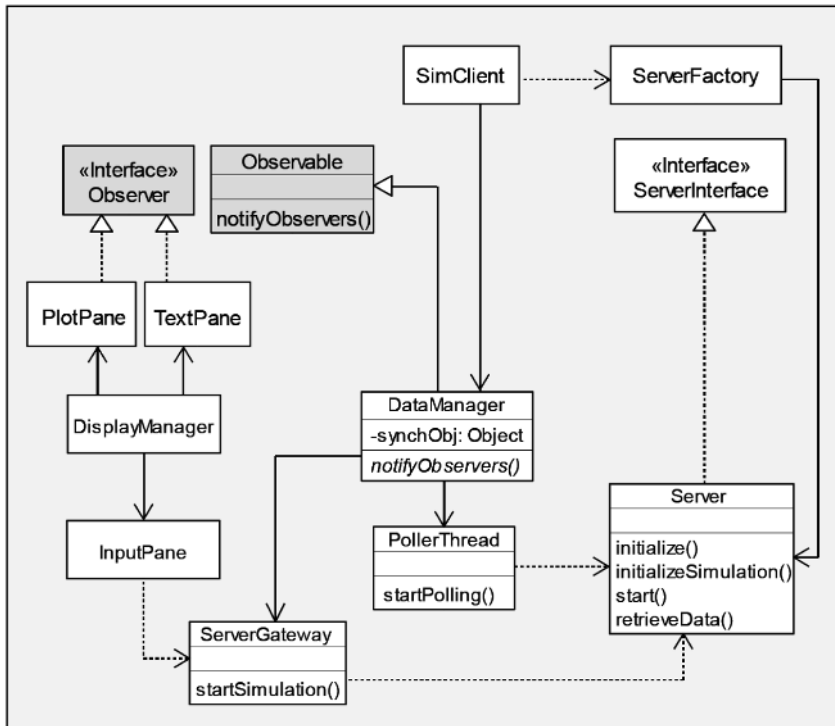 SimClient
ServerFactory
«Interface»
Observer
Observable
notifyObservers()
«Interface»
ServerInterface
PlotPane
TextPane
DisplayManager
DataManager
-synchObj: Object
notifyObservers()
InputPane
PollerThread
startPolling()
Server
initialize()
initializeSimulation()
start()
retrieveData()
ServerGateway
startSimulation()